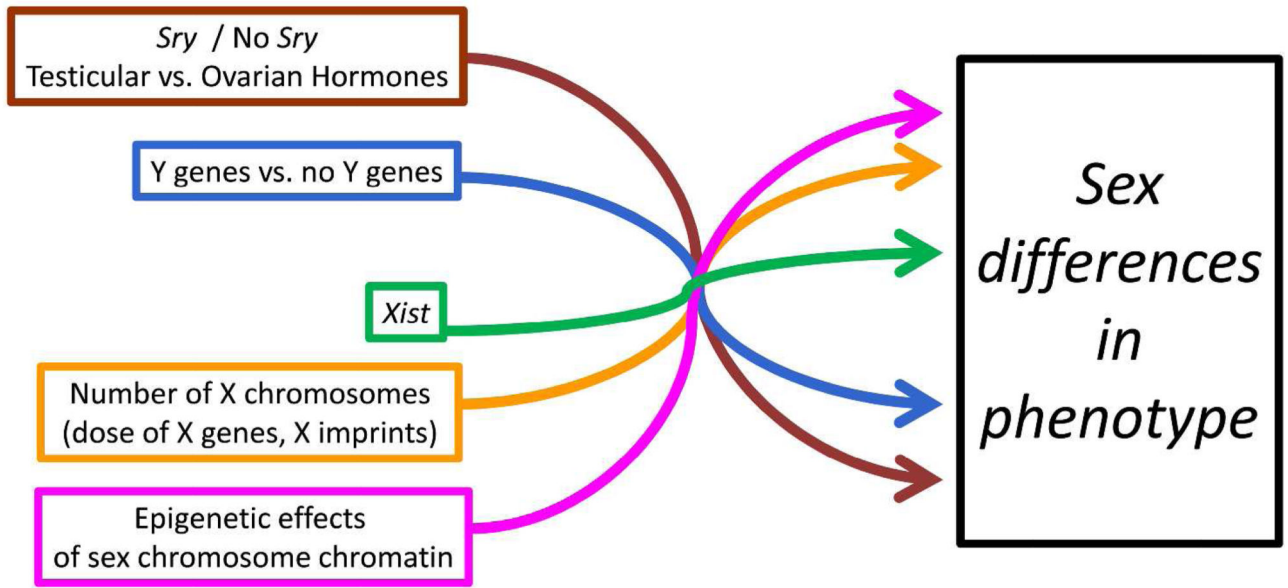 Sry / No Sry
Testicular vs. Ovarian Hormones
Y genes vs. no Y genes
Xist
Number of X chromosomes
(dose of X genes, X imprints)
Epigenetic effects
of sex chromosome chromatin
Sex
differences
in
phenotype